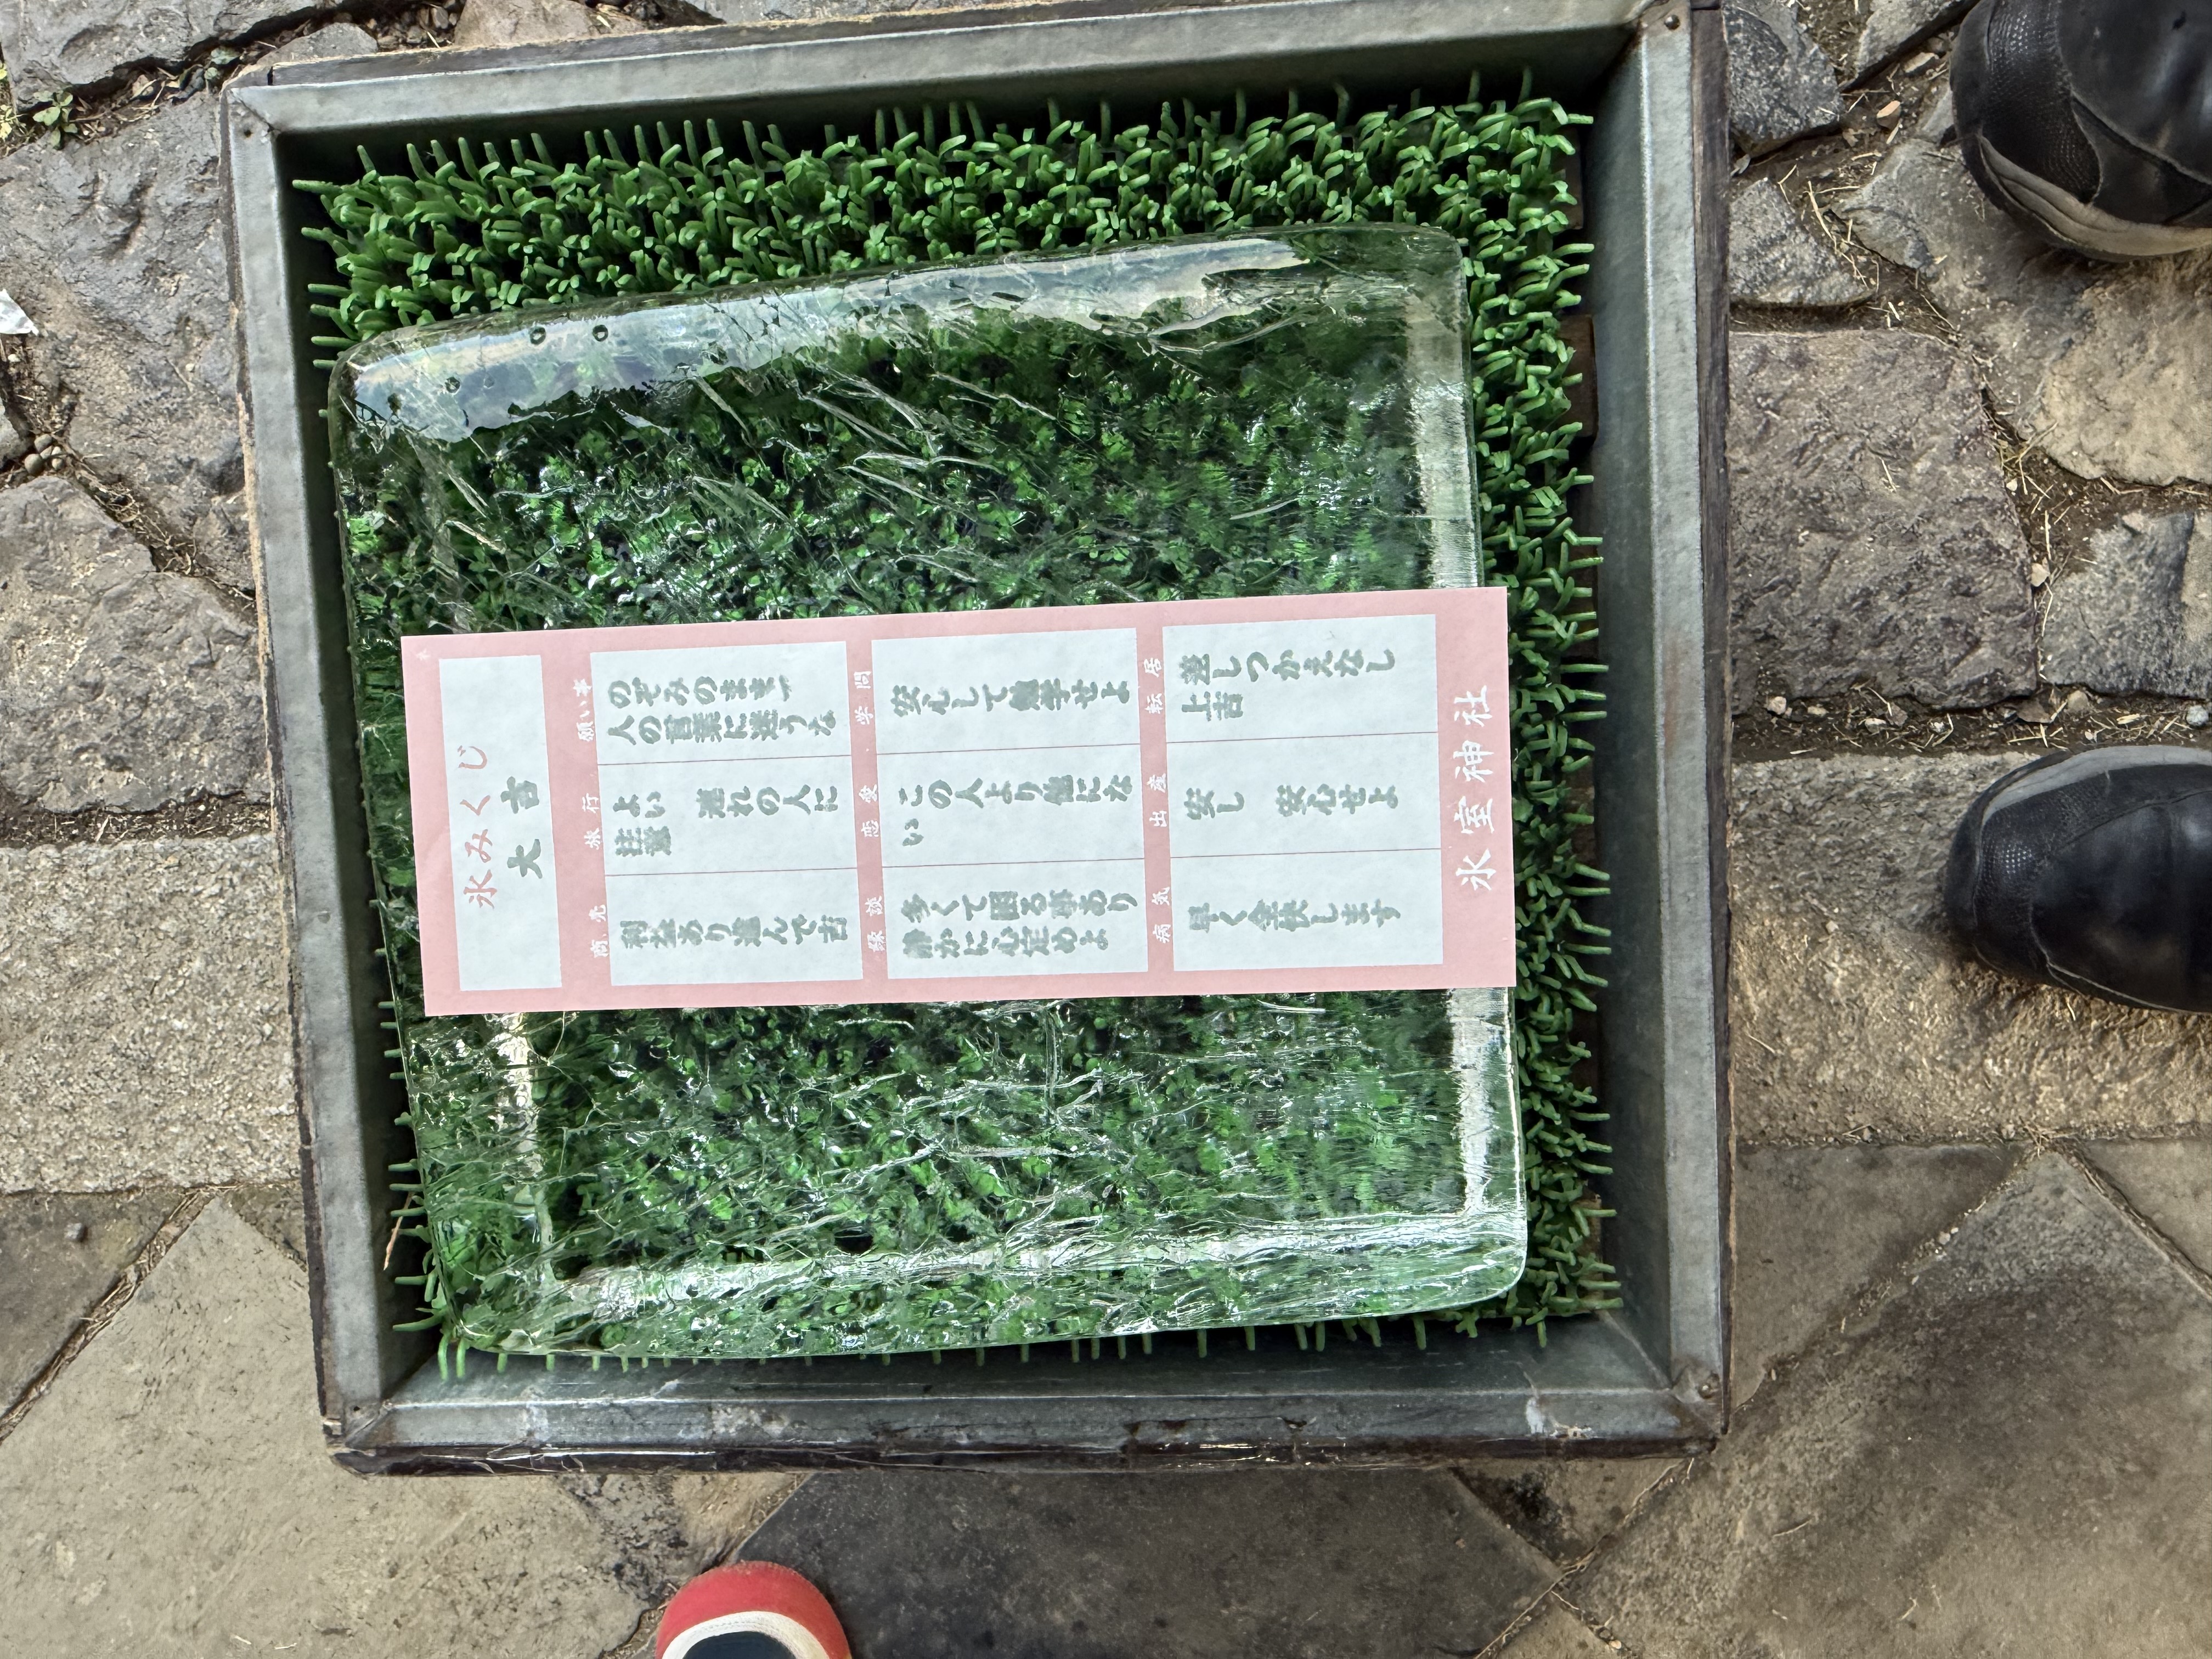 氷みくじ
大吉
願い事
のぞみのまま、
人の言葉に迷うな
旅行
よい　連れの人に
注意
商売
利益あり進んで吉
学問
安心して勉学せよ
恋愛
この人より他にな
い
縁談
多くて困る事あり
静かに心定めよ
転居
差しつかえなし
上吉
出産
安し　安心せよ
病気
早く全快します
氷室神社